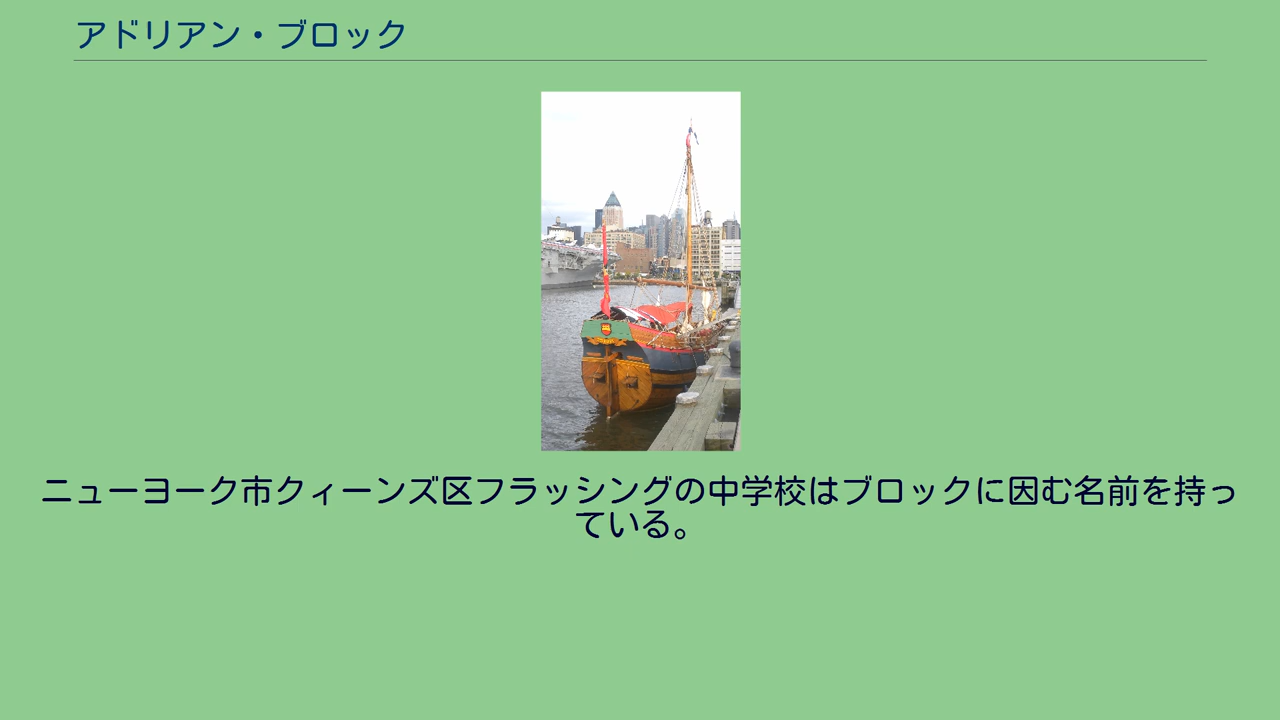 アドリアン・ブロック
ニューヨーク市クィーンズ区フラッシングの中学校はブロックに因む名前を持っ
ている。